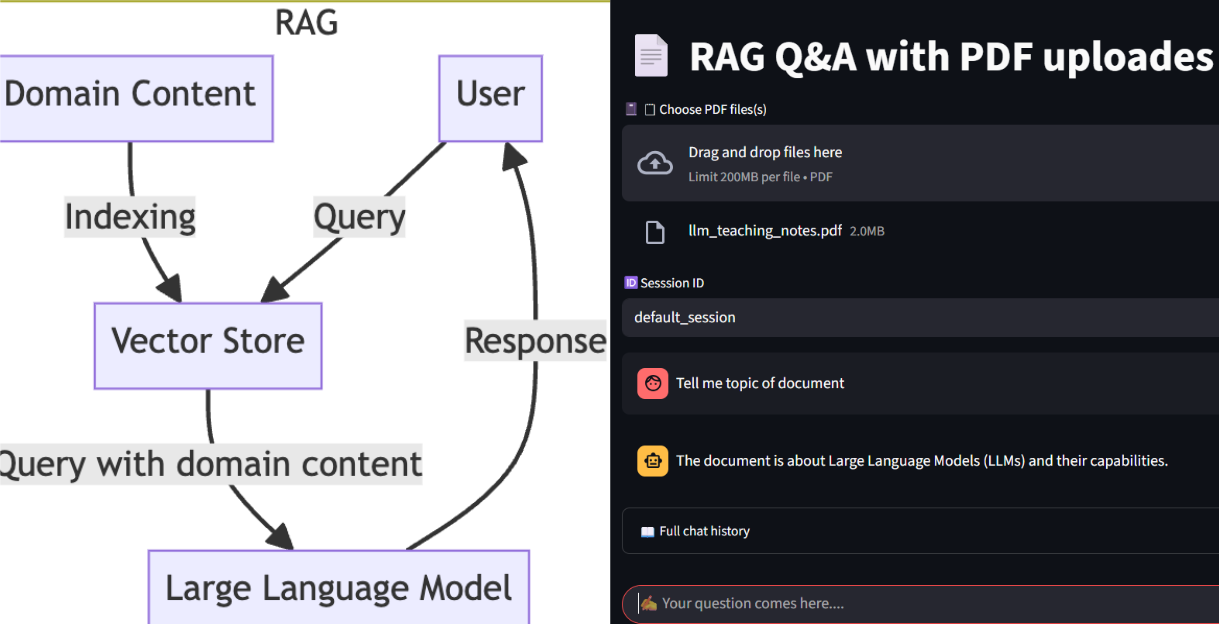 RAG
Domain Content
User
Indexing
Query
Vector Store
Response
Query with domain content
Large Language Model
RAG Q&A with PDF uploades
Choose PDF files(s)
Drag and drop files here
Limit 200MB per file • PDF
llm_teaching_notes.pdf 2.0MB
ID Sesssion ID
default_session
Tell me topic of document
The document is about Large Language Models (LLMs) and their capabilities.
Full chat history
Your question comes here....